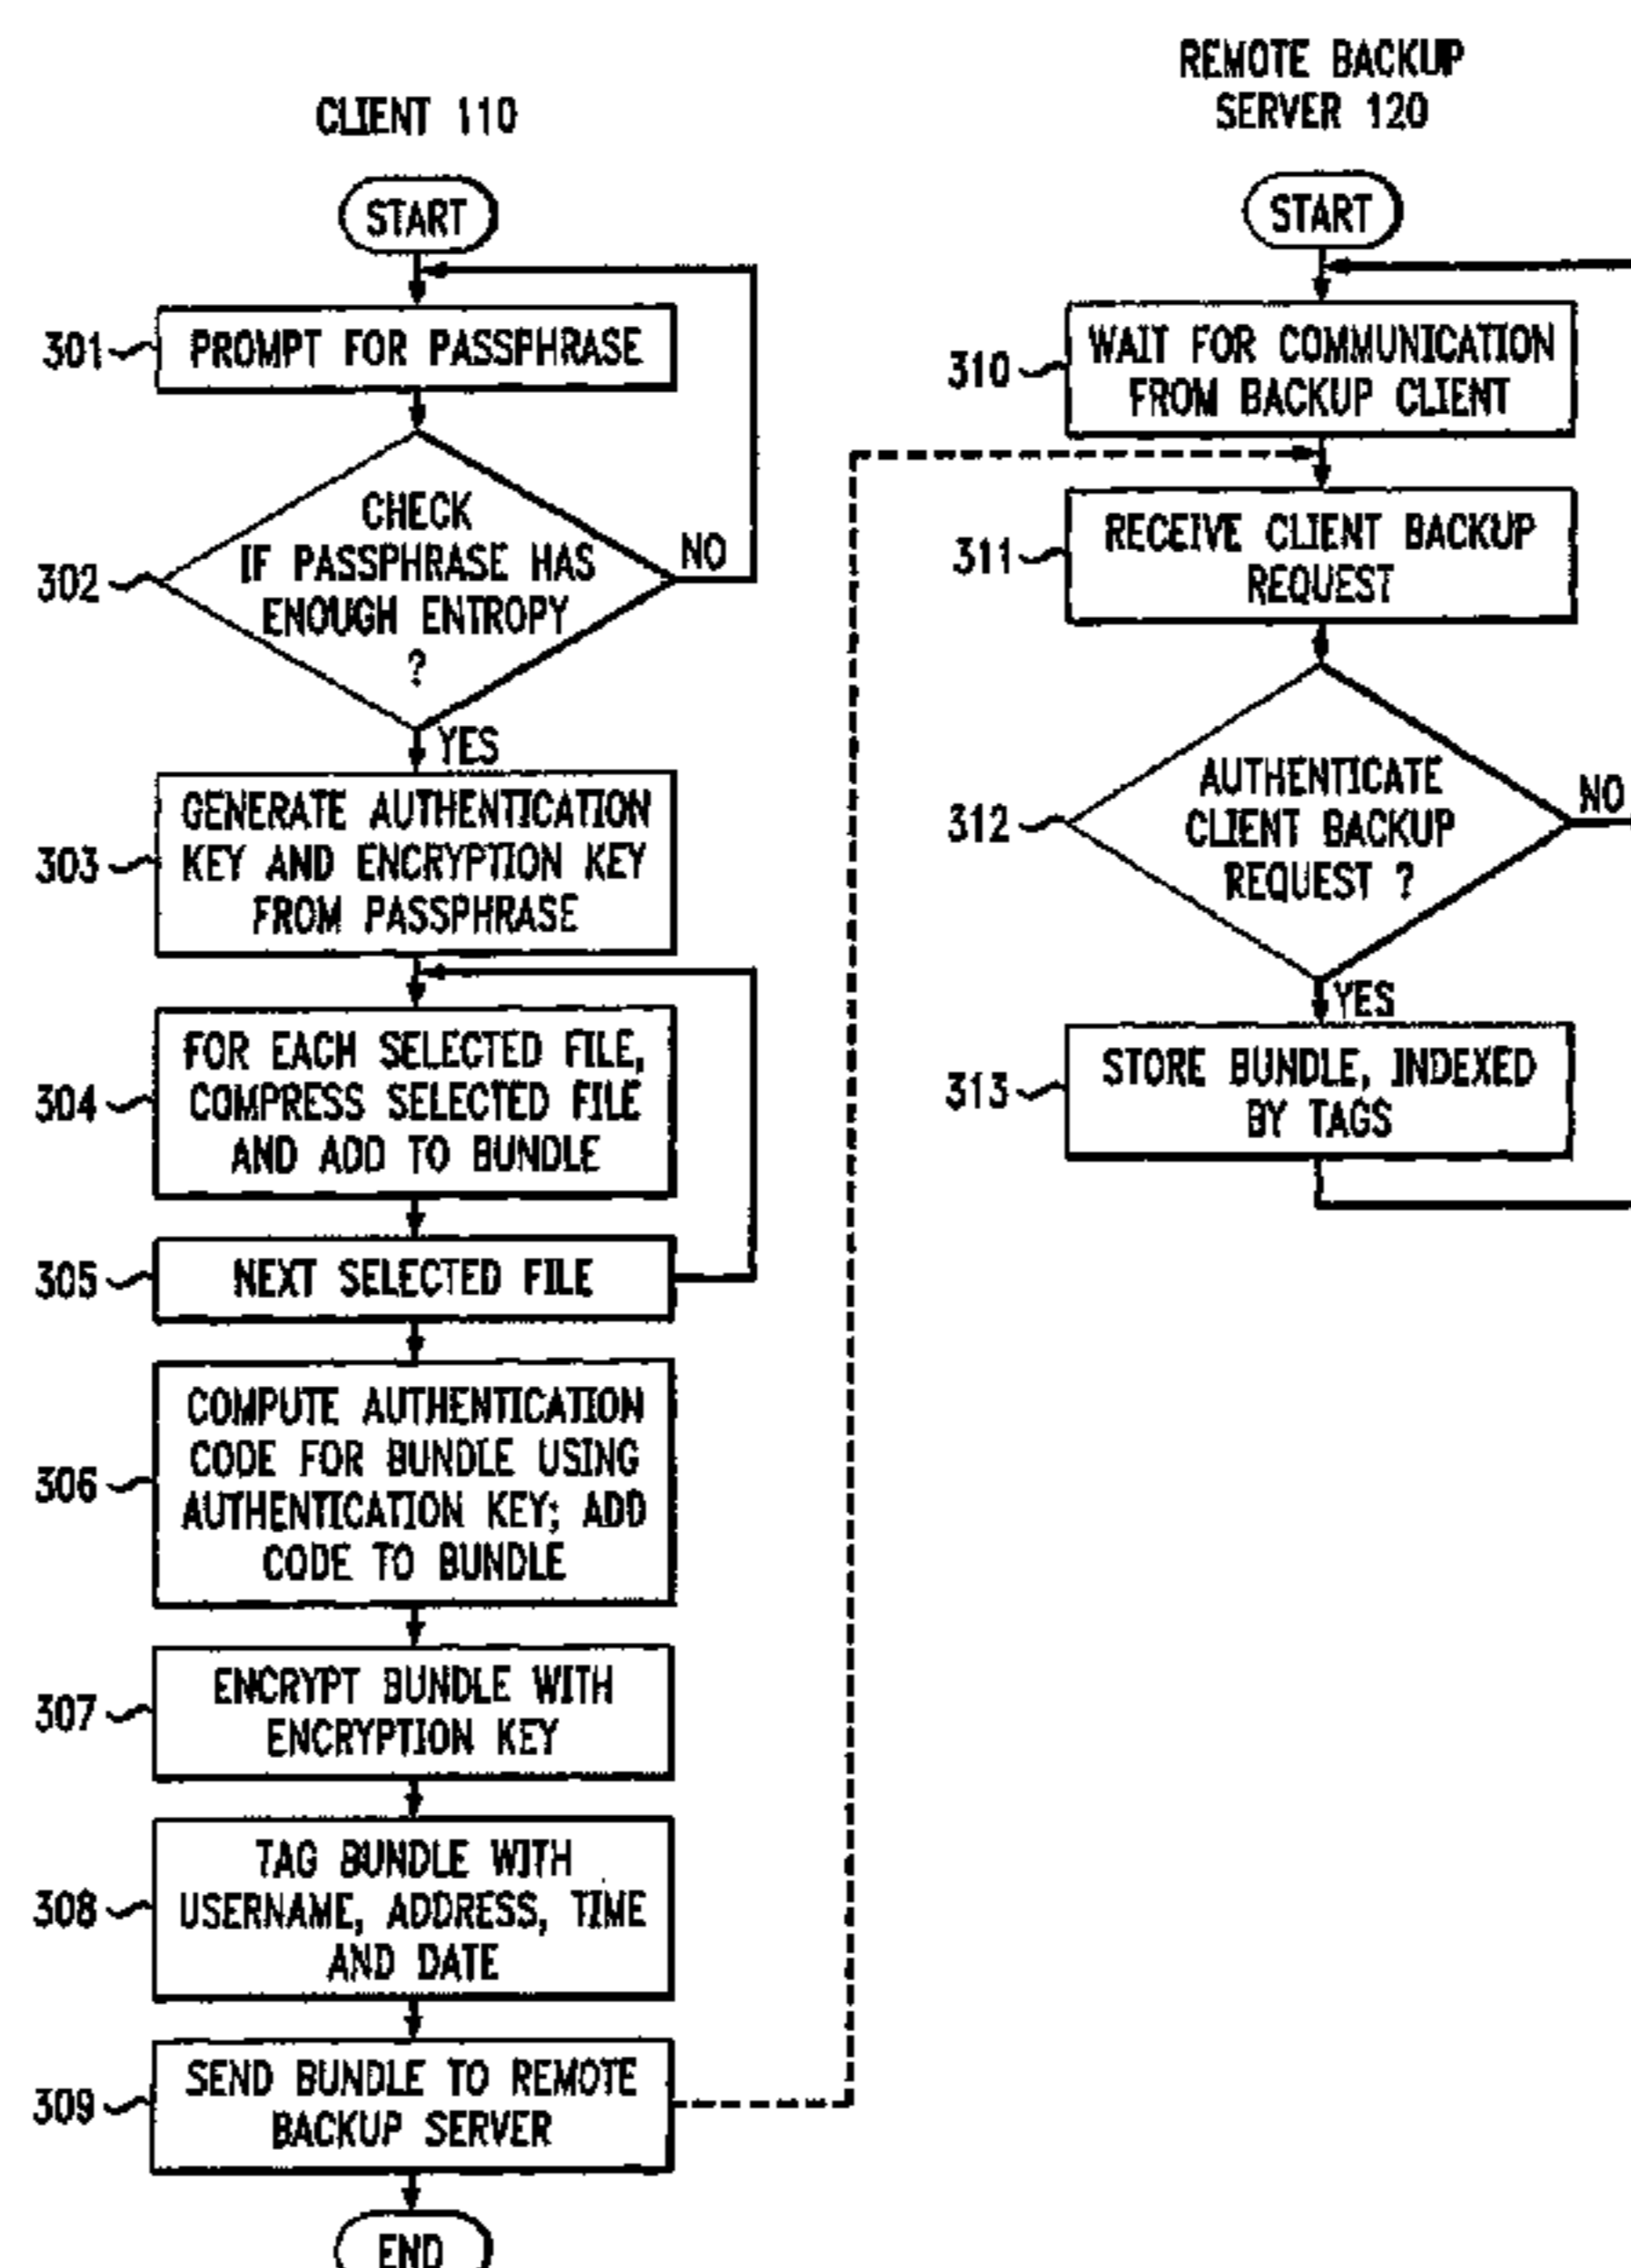 CLIENT 110
START
301
PROMPT FOR PASSPHRASE
302
CHECK
IF PASSPHRASE HAS
ENOUGH ENTROPY
?
NO
YES
303
GENERATE AUTHENTICATION
KEY AND ENCRYPTION KEY
FROM PASSPHRASE
304
FOR EACH SELECTED FILE,
COMPRESS SELECTED FILE
AND ADD TO BUNDLE
305
NEXT SELECTED FILE
306
COMPUTE AUTHENTICATION
CODE FOR BUNDLE USING
AUTHENTICATION KEY; ADD
CODE TO BUNDLE
307
ENCRYPT BUNDLE WITH
ENCRYPTION KEY
308
TAG BUNDLE WITH
USERNAME, ADDRESS, TIME
AND DATE
309
SEND BUNDLE TO REMOTE
BACKUP SERVER
END
REMOTE BACKUP
SERVER 120
START
310
WAIT FOR COMMUNICATION
FROM BACKUP CLIENT
311
RECEIVE CLIENT BACKUP
REQUEST
312
AUTHENTICATE
CLIENT BACKUP
REQUEST ?
NO
YES
313
STORE BUNDLE, INDEXED
BY TAGS